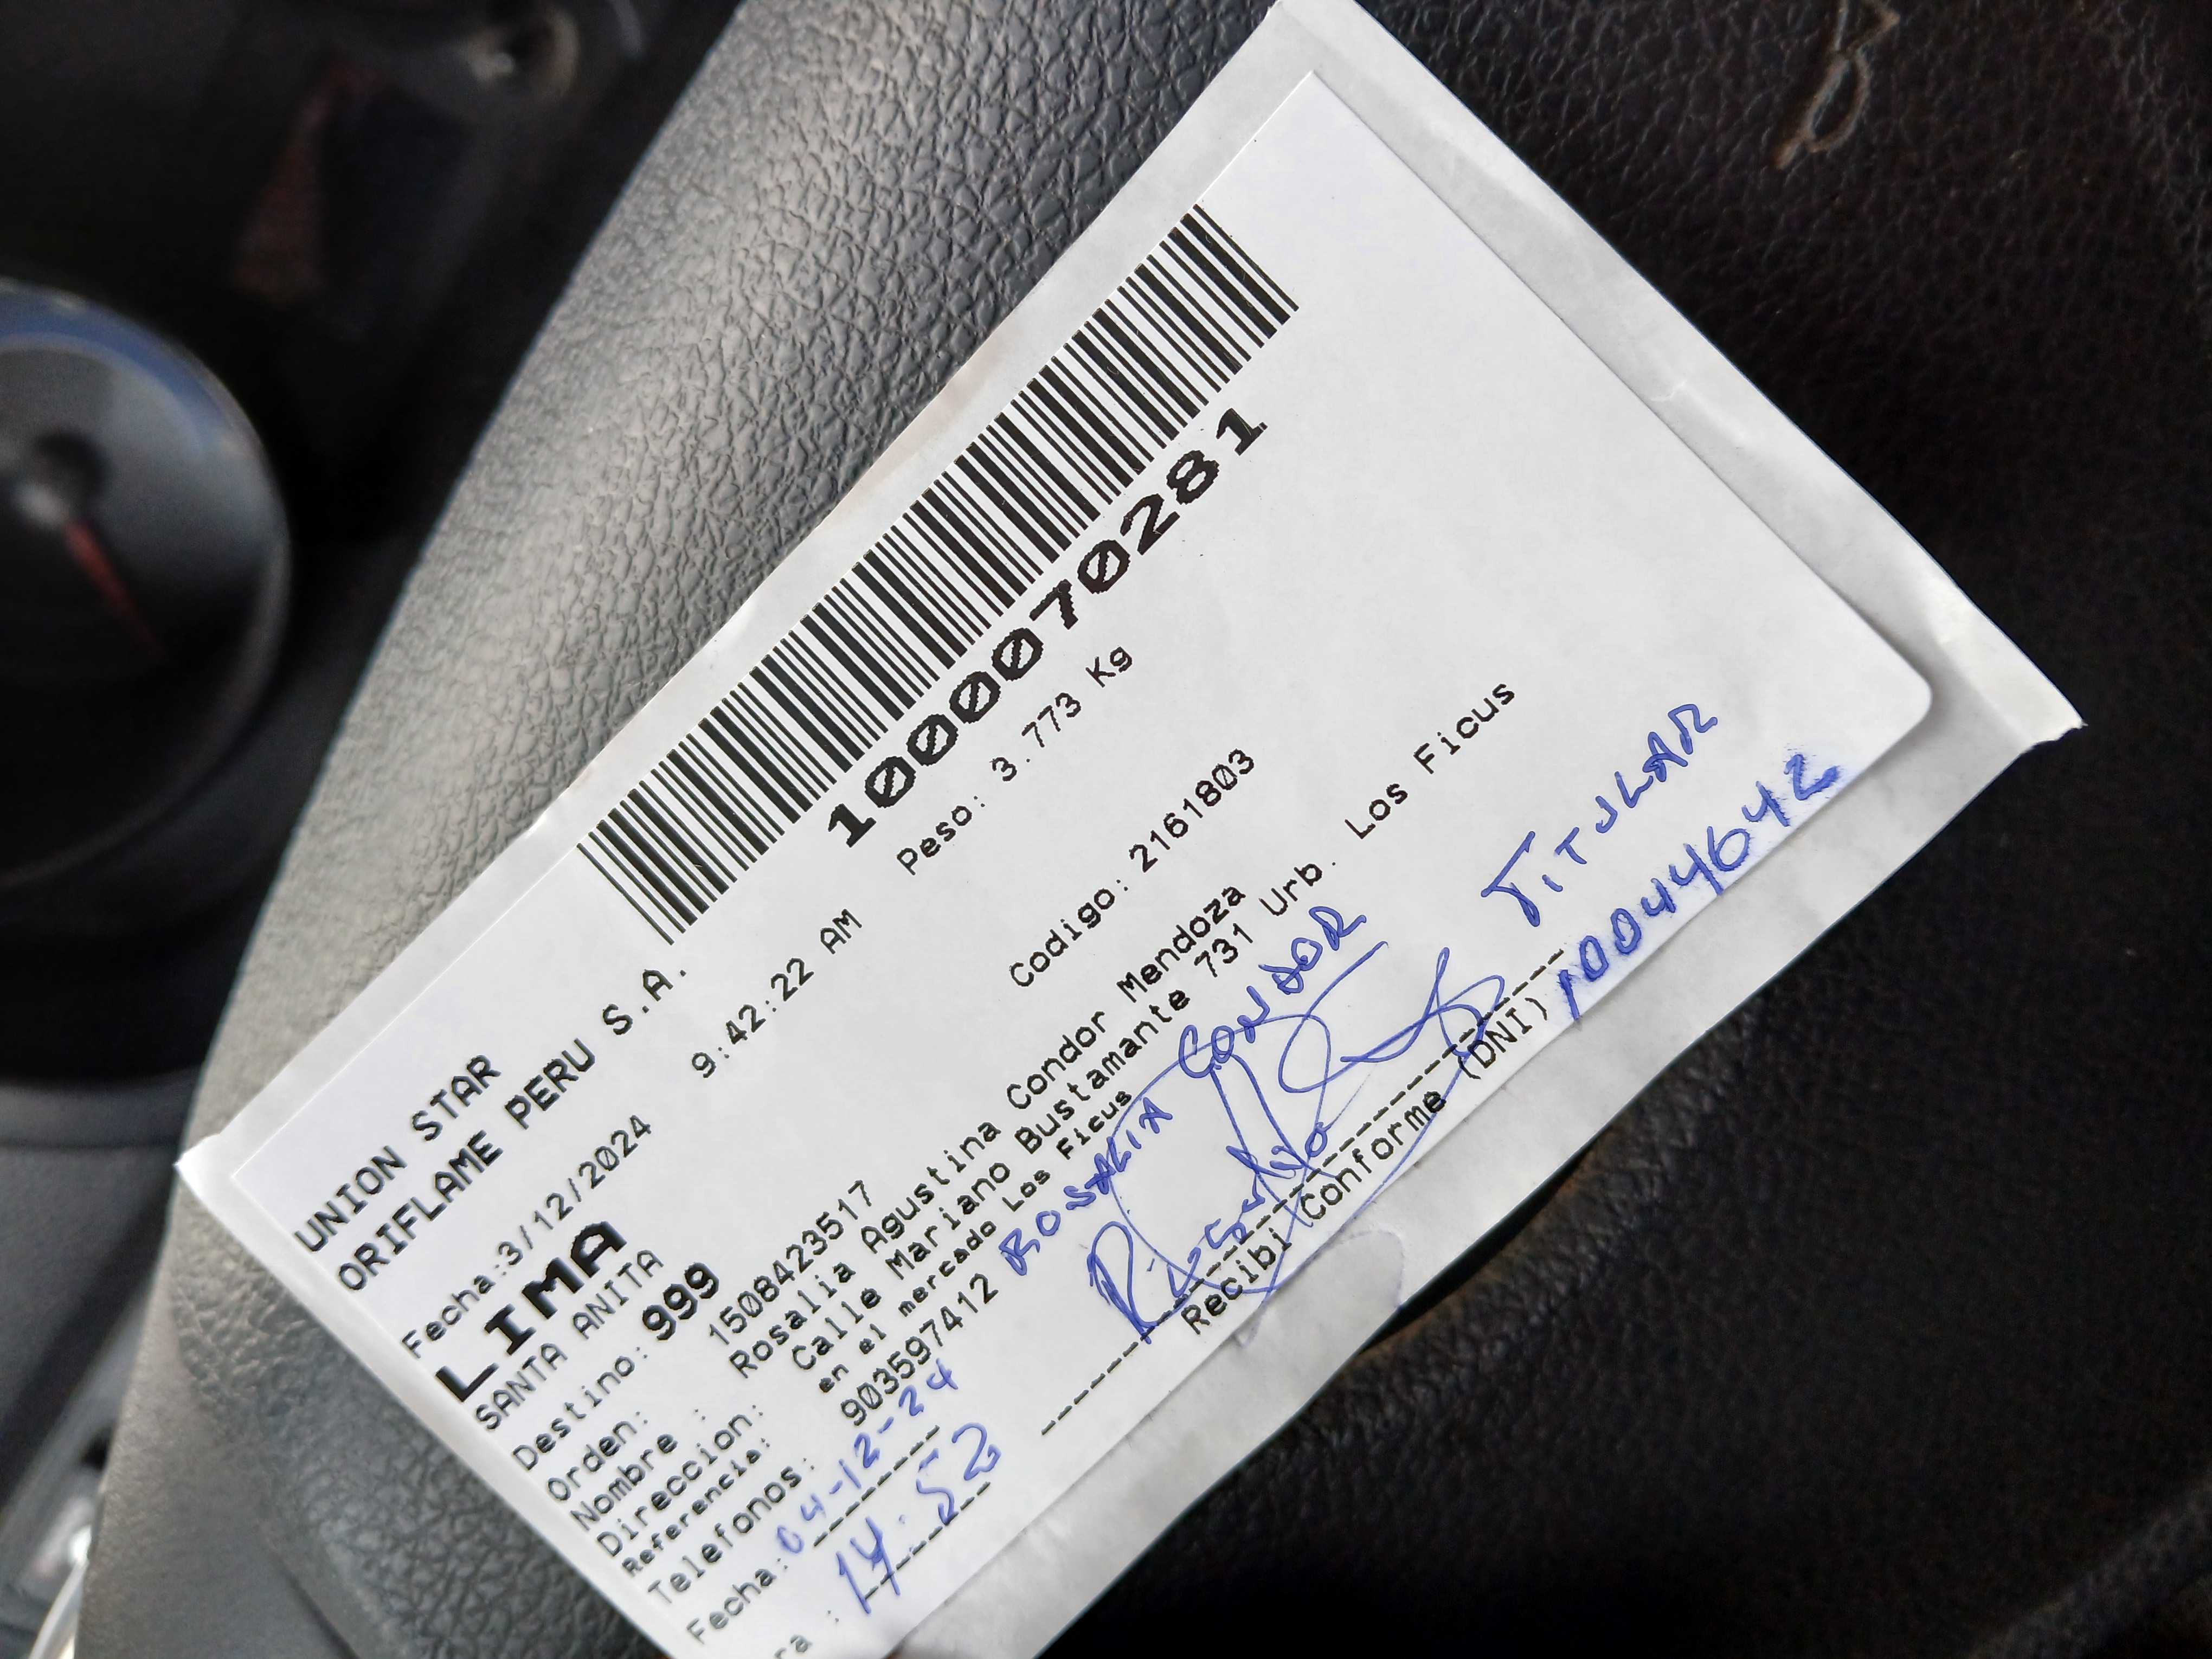 UNION STAR
ORIFLAME PERU S.A.
1000070281
Fecha:3/12/2024 9:42:22 AM Peso: 3.773 Kg
LIMA
SANTA ANITA
Destino: 999 Codigo: 2161803
Orden: 1508423517
Nombre : Rosalia Agustina Condor Mendoza
Direccion: Calle Mariano Bustamante 731 Urb. Los Ficus
Referencia: en el mercado Los Ficus
Telefonos: 903597412
ROSALIA CONDOR TITULAR
Fecha: 04-12-24
ra : 14:52
Recibi Conforme (DNI) 10044642